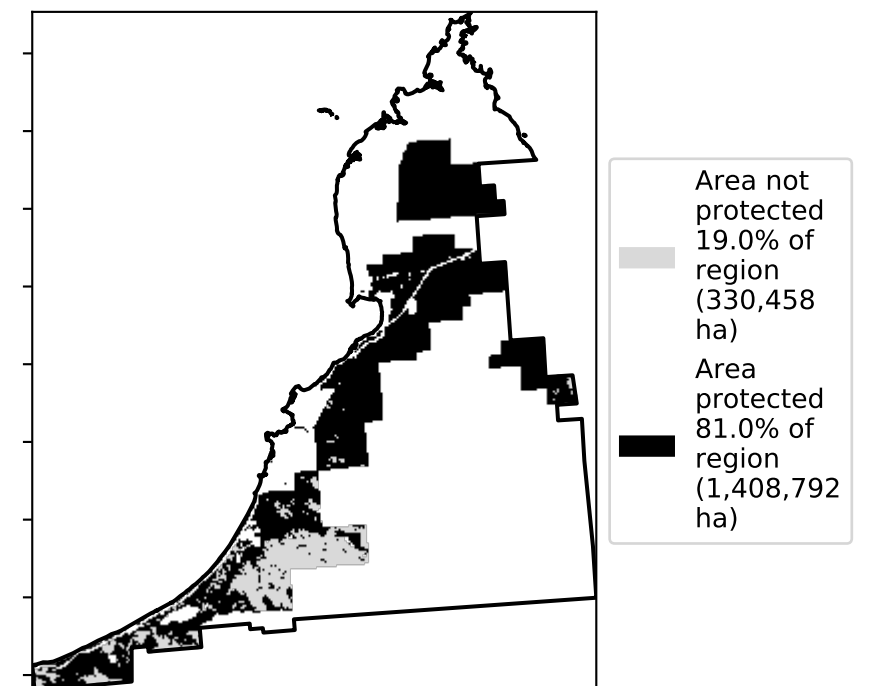 Area not
protected
19.0% of
region
(330,458
ha)
Area
protected
81.0% of
region
(1,408,792
ha)